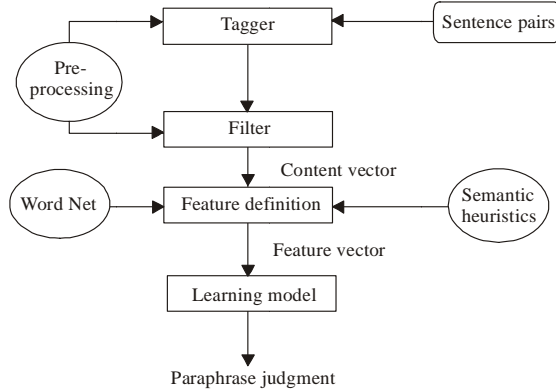 Tagger
Sentence pairs
Pre-
processing
Filter
Content vector
Word Net
Feature definition
Semantic
heuristics
Feature vector
Learning model
Paraphrase judgment